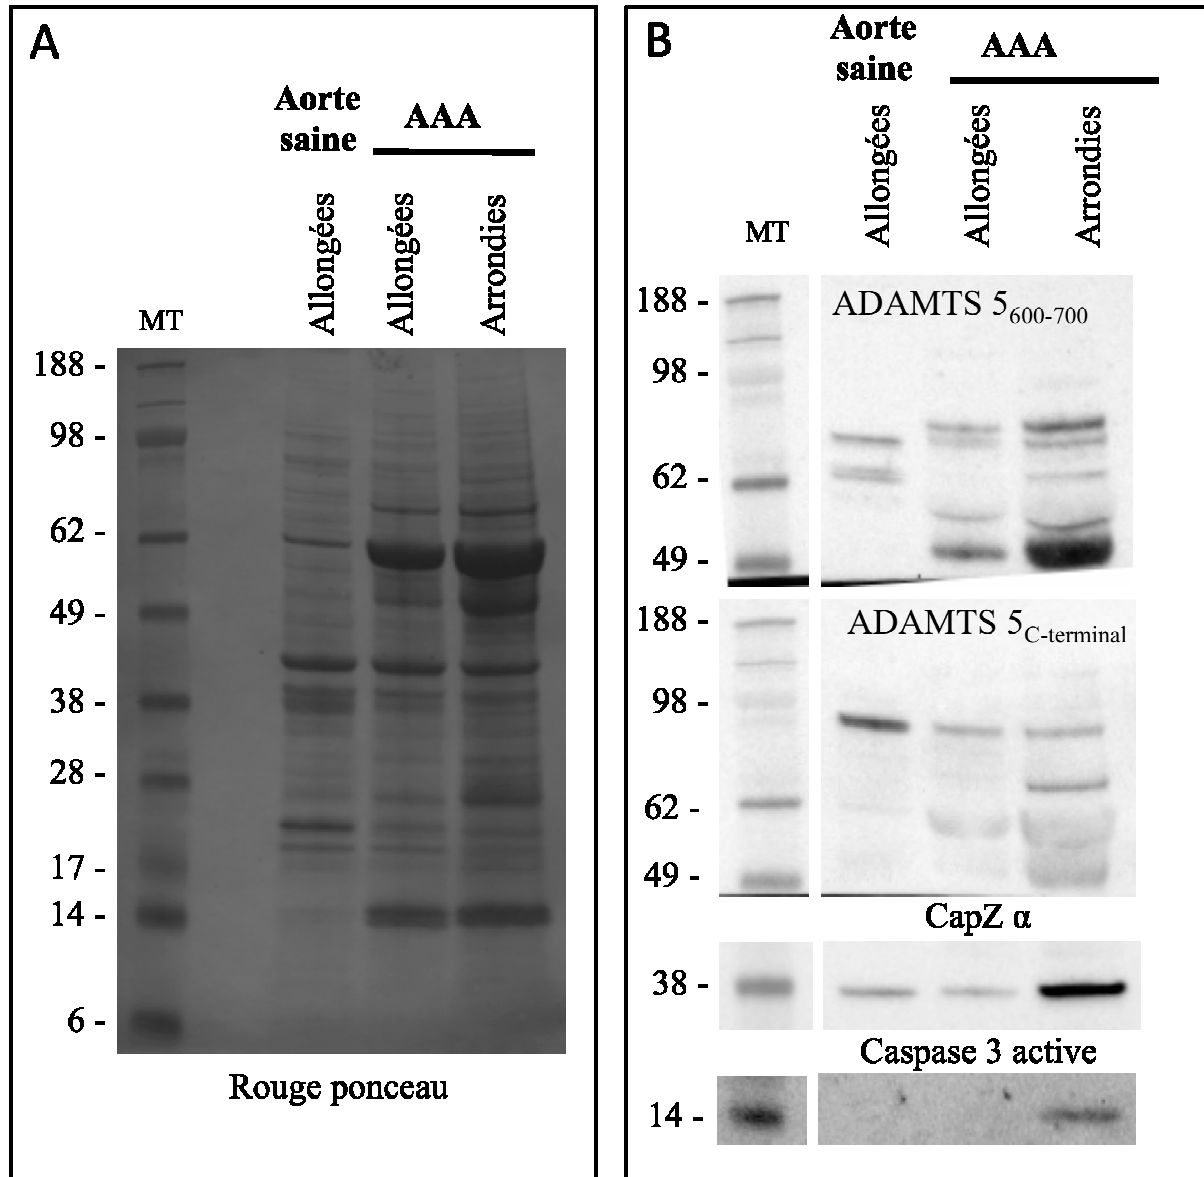 A
Aorte
saine
AAA
Allongées
Allongées
Arrondies
MT
188 -
98 -
62 -
49 -
38 -
28 -
17 -
14 -
6 -
Rouge ponceau
B
Aorte
saine
AAA
Allongées
Allongées
Arrondies
MT
188 -
98 -
62 -
49 -
ADAMTS 5600-700
188 -
98 -
62 -
49 -
ADAMTS 5C-terminal
CapZ α
38 -
Caspase 3 active
14 -